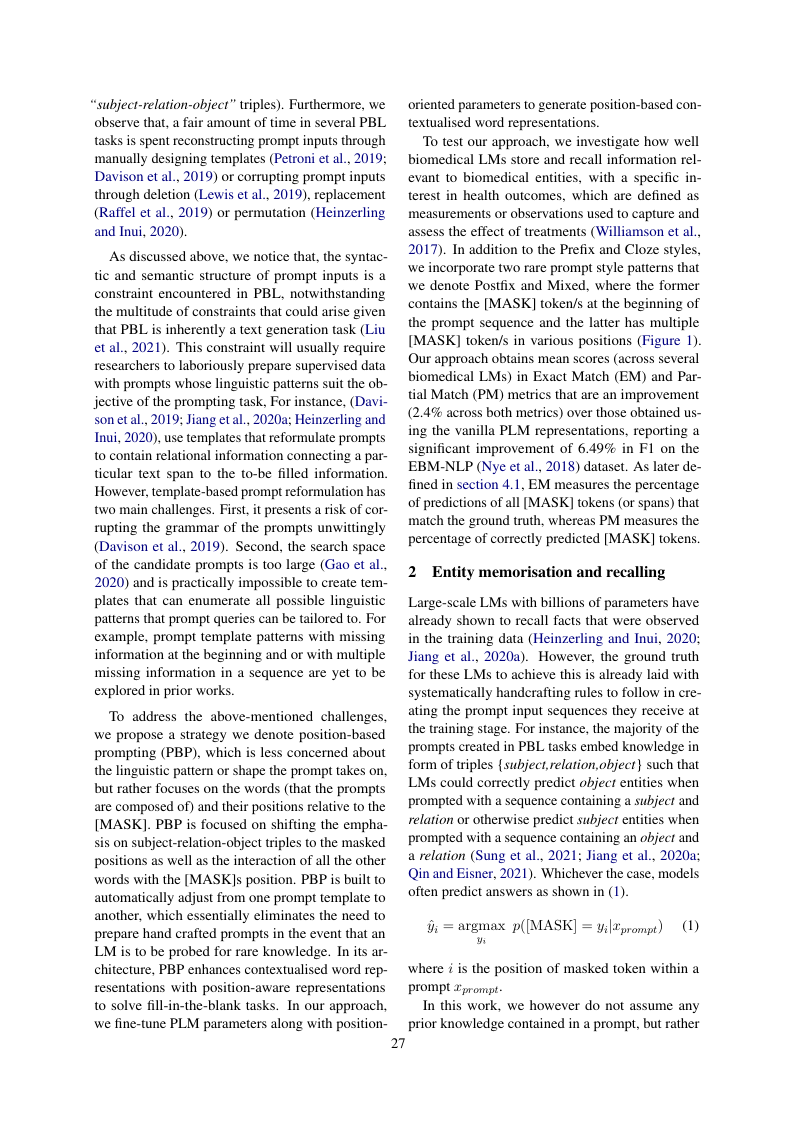 “subject-relation-object” triples). Furthermore, we
observe that, a fair amount of time in several PBL
tasks is spent reconstructing prompt inputs through
manually designing templates (Petroni et al., 2019;
Davison et al., 2019) or corrupting prompt inputs
through deletion (Lewis et al., 2019), replacement
(Raffel et al., 2019) or permutation (Heinzerling
and Inui, 2020).
As discussed above, we notice that, the syntac-
tic and semantic structure of prompt inputs is a
constraint encountered in PBL, notwithstanding
the multitude of constraints that could arise given
that PBL is inherently a text generation task (Liu
et al., 2021). This constraint will usually require
researchers to laboriously prepare supervised data
with prompts whose linguistic patterns suit the ob-
jective of the prompting task, For instance, (Davi-
son et al., 2019; Jiang et al., 2020a; Heinzerling and
Inui, 2020), use templates that reformulate prompts
to contain relational information connecting a par-
ticular text span to the to-be filled information.
However, template-based prompt reformulation has
two main challenges. First, it presents a risk of cor-
rupting the grammar of the prompts unwittingly
(Davison et al., 2019). Second, the search space
of the candidate prompts is too large (Gao et al.,
2020) and is practically impossible to create tem-
plates that can enumerate all possible linguistic
patterns that prompt queries can be tailored to. For
example, prompt template patterns with missing
information at the beginning and or with multiple
missing information in a sequence are yet to be
explored in prior works.
To address the above-mentioned challenges,
we propose a strategy we denote position-based
prompting (PBP), which is less concerned about
the linguistic pattern or shape the prompt takes on,
but rather focuses on the words (that the prompts
are composed of) and their positions relative to the
[MASK]. PBP is focused on shifting the empha-
sis on subject-relation-object triples to the masked
positions as well as the interaction of all the other
words with the [MASK]s position. PBP is built to
automatically adjust from one prompt template to
another, which essentially eliminates the need to
prepare hand crafted prompts in the event that an
LM is to be probed for rare knowledge. In its ar-
chitecture, PBP enhances contextualised word rep-
resentations with position-aware representations
to solve fill-in-the-blank tasks. In our approach,
we fine-tune PLM parameters along with position-
oriented parameters to generate position-based con-
textualised word representations.
To test our approach, we investigate how well
biomedical LMs store and recall information rel-
evant to biomedical entities, with a specific in-
terest in health outcomes, which are defined as
measurements or observations used to capture and
assess the effect of treatments (Williamson et al.,
2017). In addition to the Prefix and Cloze styles,
we incorporate two rare prompt style patterns that
we denote Postfix and Mixed, where the former
contains the [MASK] token/s at the beginning of
the prompt sequence and the latter has multiple
[MASK] token/s in various positions (Figure 1).
Our approach obtains mean scores (across several
biomedical LMs) in Exact Match (EM) and Par-
tial Match (PM) metrics that are an improvement
(2.4% across both metrics) over those obtained us-
ing the vanilla PLM representations, reporting a
significant improvement of 6.49% in F1 on the
EBM-NLP (Nye et al., 2018) dataset. As later de-
fined in section 4.1, EM measures the percentage
of predictions of all [MASK] tokens (or spans) that
match the ground truth, whereas PM measures the
percentage of correctly predicted [MASK] tokens.
2 Entity memorisation and recalling
Large-scale LMs with billions of parameters have
already shown to recall facts that were observed
in the training data (Heinzerling and Inui, 2020;
Jiang et al., 2020a). However, the ground truth
for these LMs to achieve this is already laid with
systematically handcrafting rules to follow in cre-
ating the prompt input sequences they receive at
the training stage. For instance, the majority of the
prompts created in PBL tasks embed knowledge in
form of triples {subject,relation,object} such that
LMs could correctly predict object entities when
prompted with a sequence containing a subject and
relation or otherwise predict subject entities when
prompted with a sequence containing an object and
a relation (Sung et al., 2021; Jiang et al., 2020a;
Qin and Eisner, 2021). Whichever the case, models
often predict answers as shown in (1).
ŷi = argmax p([MASK] = yi|xprompt) (1)
yi
where i is the position of masked token within a
prompt xprompt.
In this work, we however do not assume any
prior knowledge contained in a prompt, but rather
27